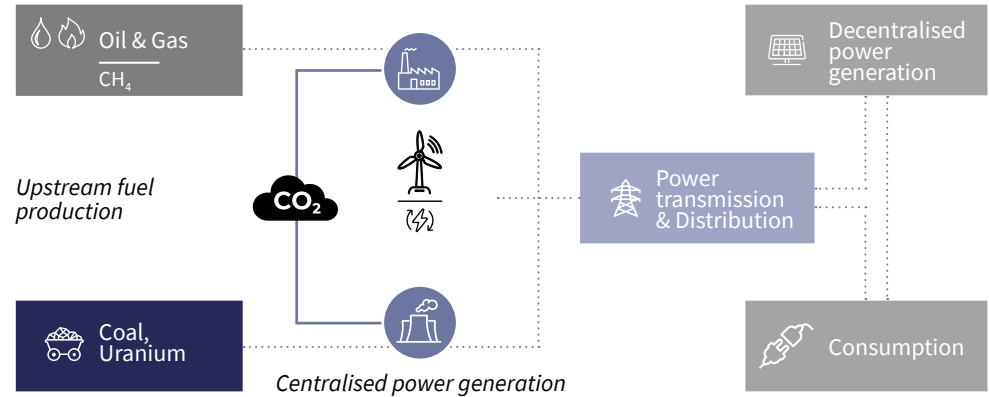 Oil & Gas
CH₄
Upstream fuel
production
Coal,
Uranium
CO₂
Centralised power generation
Power
transmission
& Distribution
Decentralised
power
generation
Consumption